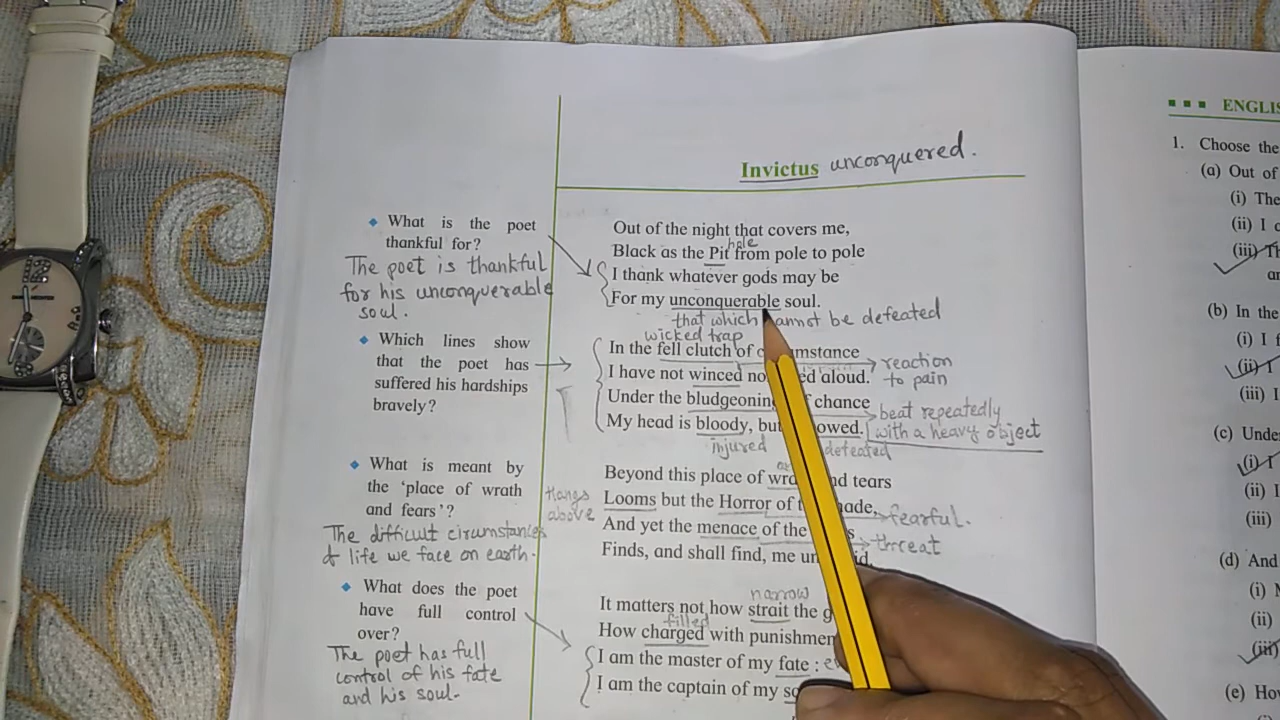 Invictus unconquered.
What is the poet
thankful for?
The poet is thankful
for his unconquerable
soul.
Which lines show
that the poet has
suffered his hardships
bravely?
What is meant by
the ‘place of wrath
and fears’?
The difficult circumstances
of life we face on earth.
What does the poet
have full control
over?
The poet has full
control of his fate
and his soul.
Out of the night that covers me,
hole
Black as the Pit from pole to pole
I thank whatever gods may be
For my unconquerable soul.
that which cannot be defeated
wicked trap
In the fell clutch of
reaction
to pain
I have not winced aloud.
Under the bludgeoning chance
beat repeatedly
with a heavy object
My head is bloody,
injured
defeated
Beyond this place of tears
Hangs
above
Looms but the Horror of
fearful.
And yet the menace of the
threat
Finds, and shall find, me
narrow
It matters not how strait the
filled
How charged with
I am the master of my fate :
I am the captain of my
1. Choose the
(a) Out of
(i)
(ii) I
(iii)
(b) In the
(i) I
(ii) I
(iii)
(c)
(i) I
(ii)
(iii)
(d) And
(i)
(ii)
(iii)
(e)